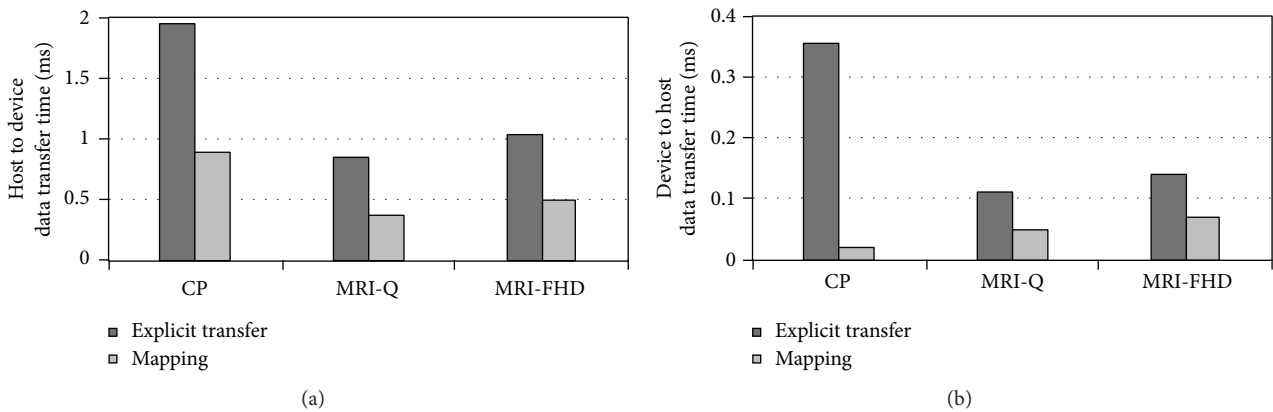 Host to device
data transfer time (ms)
2
1.5
1
0.5
0
CP
MRI-Q
MRI-FHD
Explicit transfer
Mapping
(a)
Device to host
data transfer time (ms)
0.4
0.3
0.2
0.1
0
CP
MRI-Q
MRI-FHD
Explicit transfer
Mapping
(b)